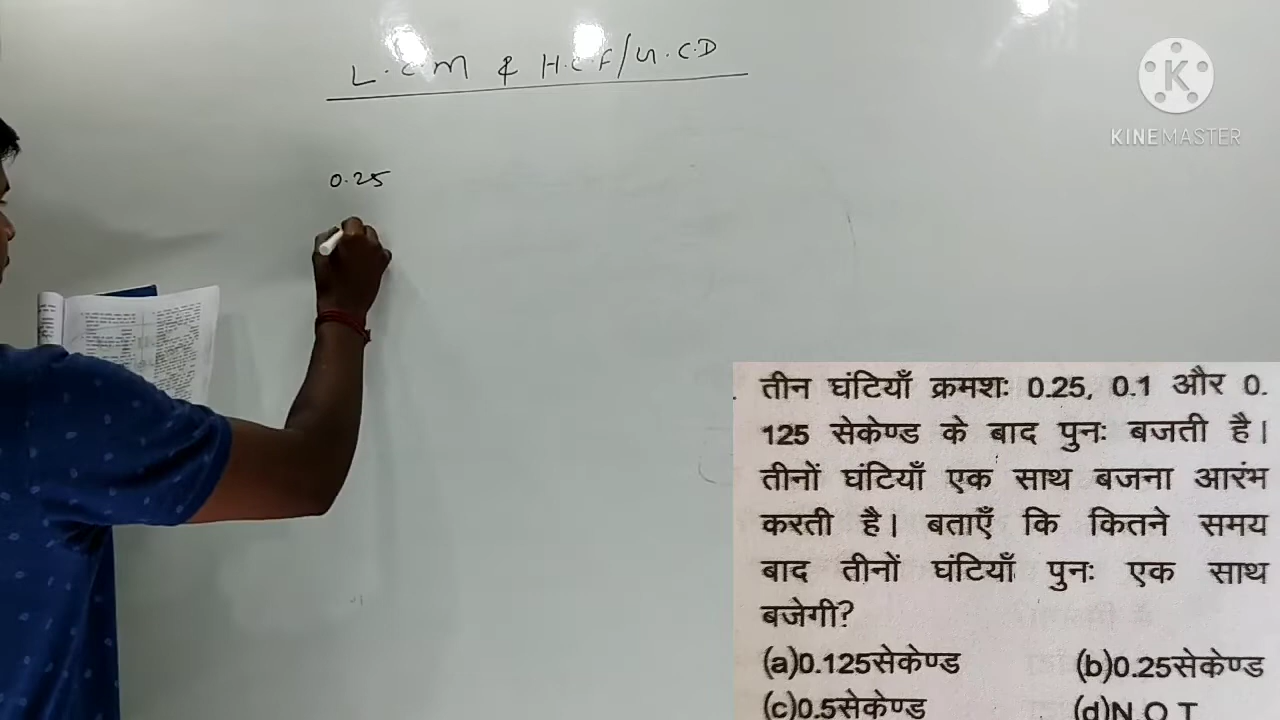 L.C.M & H.C.F/G.C.D
KINEMASTER
0.25
तीन घंटियाँ क्रमशः 0.25, 0.1 और 0.
125 सेकेण्ड के बाद पुनः बजती है।
तीनों घंटियाँ एक साथ बजना आरंभ
करती है। बताएँ कि कितने समय
बाद तीनों घंटियाँ पुनः एक साथ
बजेगी?
(a)0.125सेकेण्ड (b)0.25सेकेण्ड
(c)0.5सेकेण्ड (d)N.O.T